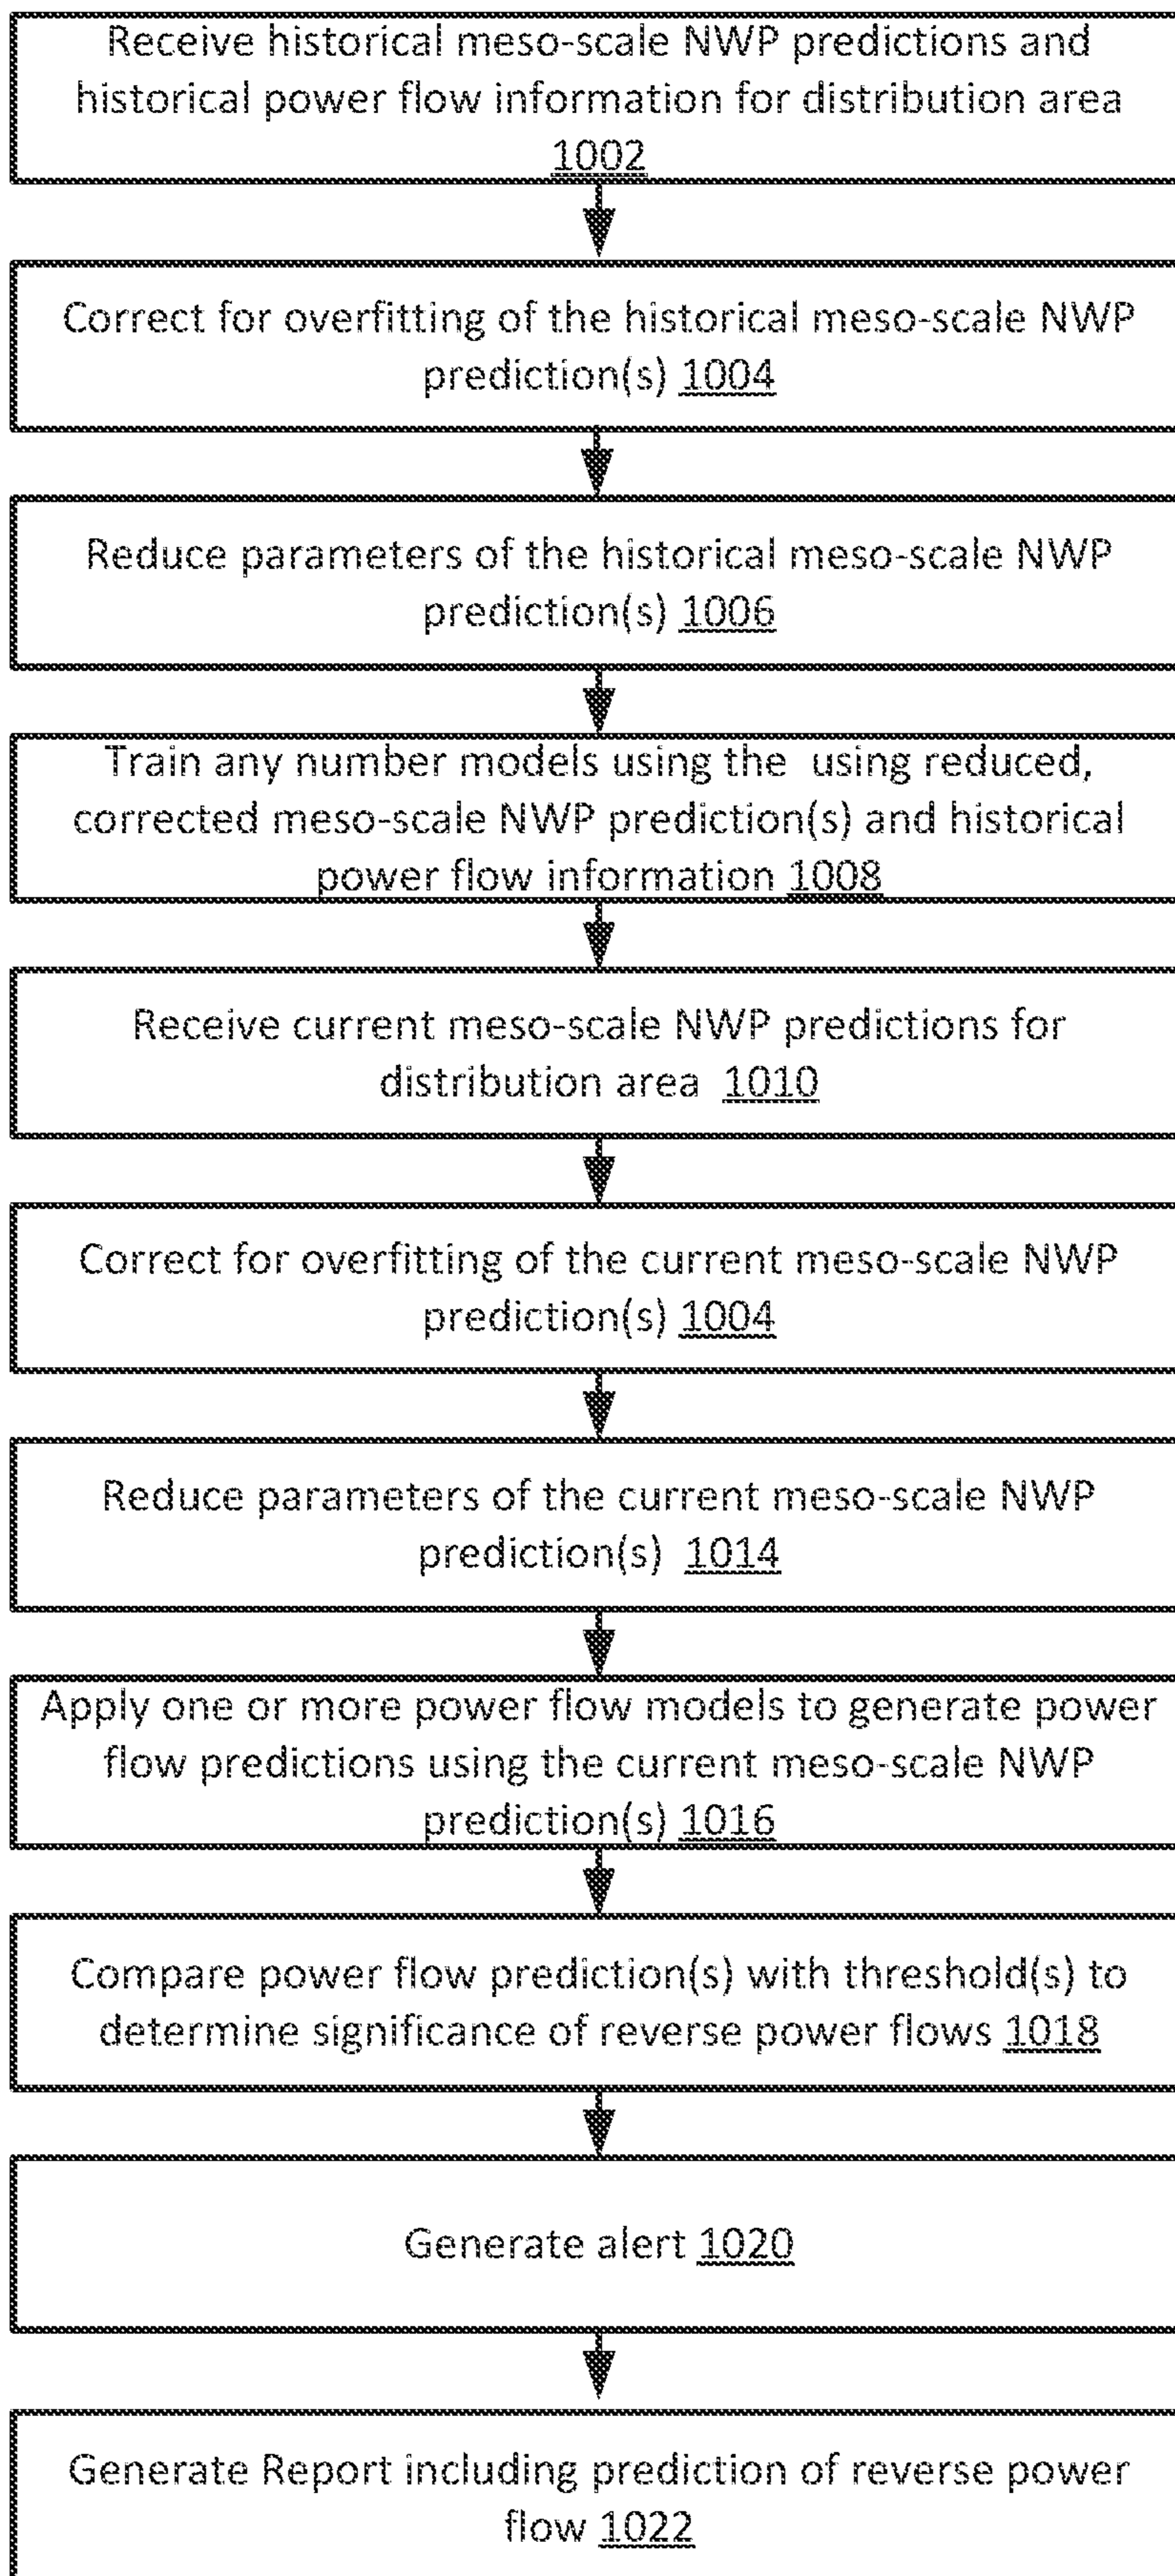 Receive historical meso-scale NWP predictions and
historical power flow information for distribution area
1002
Correct for overfitting of the historical meso-scale NWP
prediction(s) 1004
Reduce parameters of the historical meso-scale NWP
prediction(s) 1006
Train any number models using the  using reduced,
corrected meso-scale NWP prediction(s) and historical
power flow information 1008
Receive current meso-scale NWP predictions for
distribution area  1010
Correct for overfitting of the current meso-scale NWP
prediction(s) 1004
Reduce parameters of the current meso-scale NWP
prediction(s)  1014
Apply one or more power flow models to generate power
flow predictions using the current meso-scale NWP
prediction(s) 1016
Compare power flow prediction(s) with threshold(s) to
determine significance of reverse power flows 1018
Generate alert 1020
Generate Report including prediction of reverse power
flow 1022